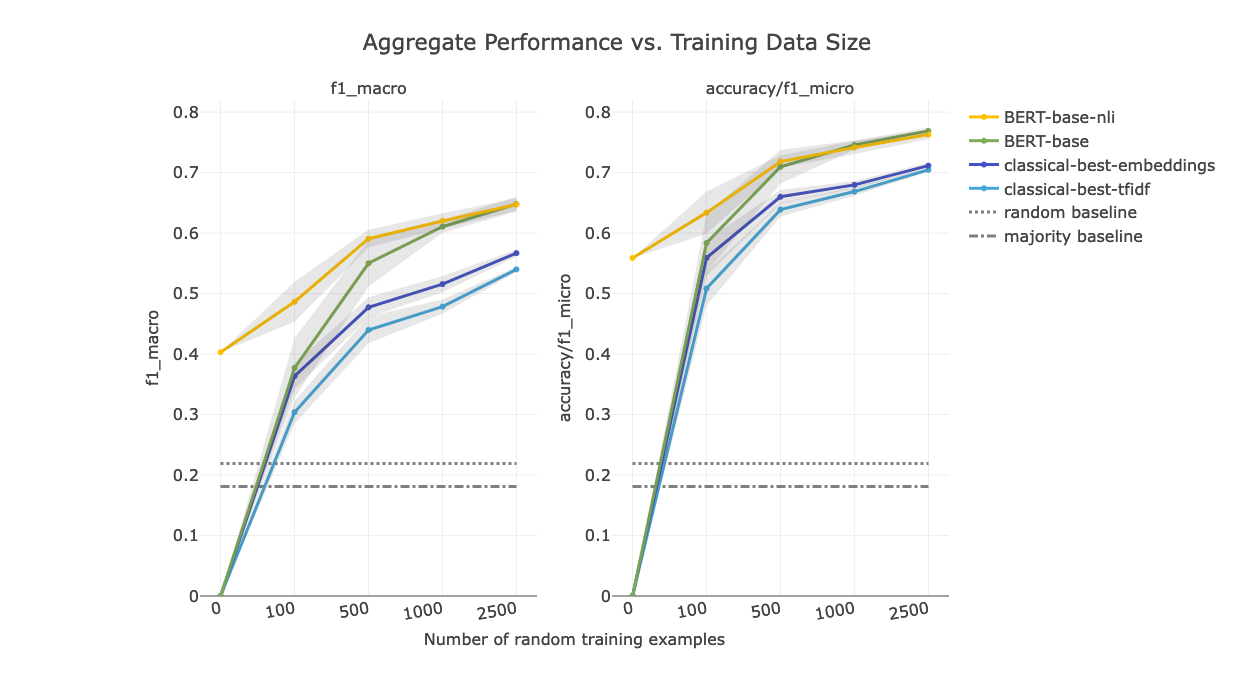 Aggregate Performance vs. Training Data Size
f1_macro
accuracy/f1_micro
0.8
0.7
0.6
0.5
0.4
0.3
0.2
0.1
0
f1_macro
0
100
500
1000
2500
0.8
0.7
0.6
0.5
0.4
0.3
0.2
0.1
0
accuracy/f1_micro
0
100
500
1000
2500
Number of random training examples
BERT-base-nli
BERT-base
classical-best-embeddings
classical-best-tfidf
random baseline
majority baseline